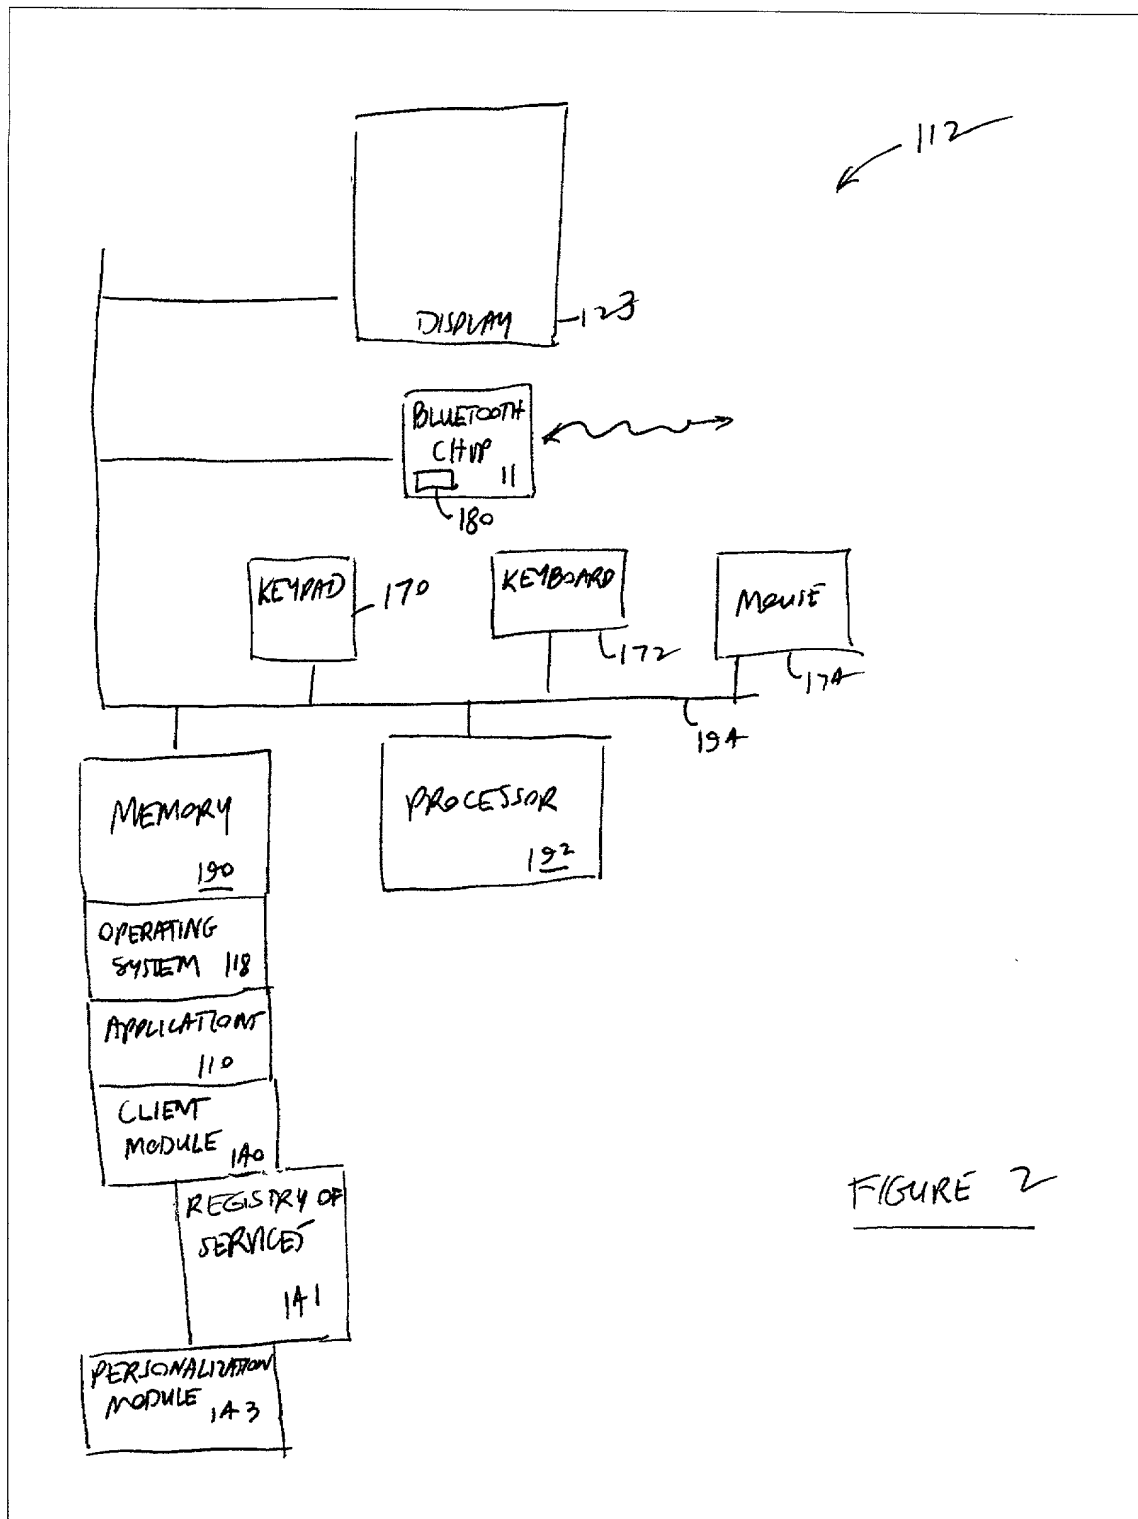 112
DISPLAY
123
BLUETOOTH
CHIP
11
180
KEYPAD
170
KEYBOARD
172
MOUSE
174
194
MEMORY
190
PROCESSOR
192
OPERATING
SYSTEM 118
APPLICATIONS
110
CLIENT
MODULE 140
REGISTRY OF
SERVICES
141
PERSONALIZATION
MODULE 143
FIGURE 2